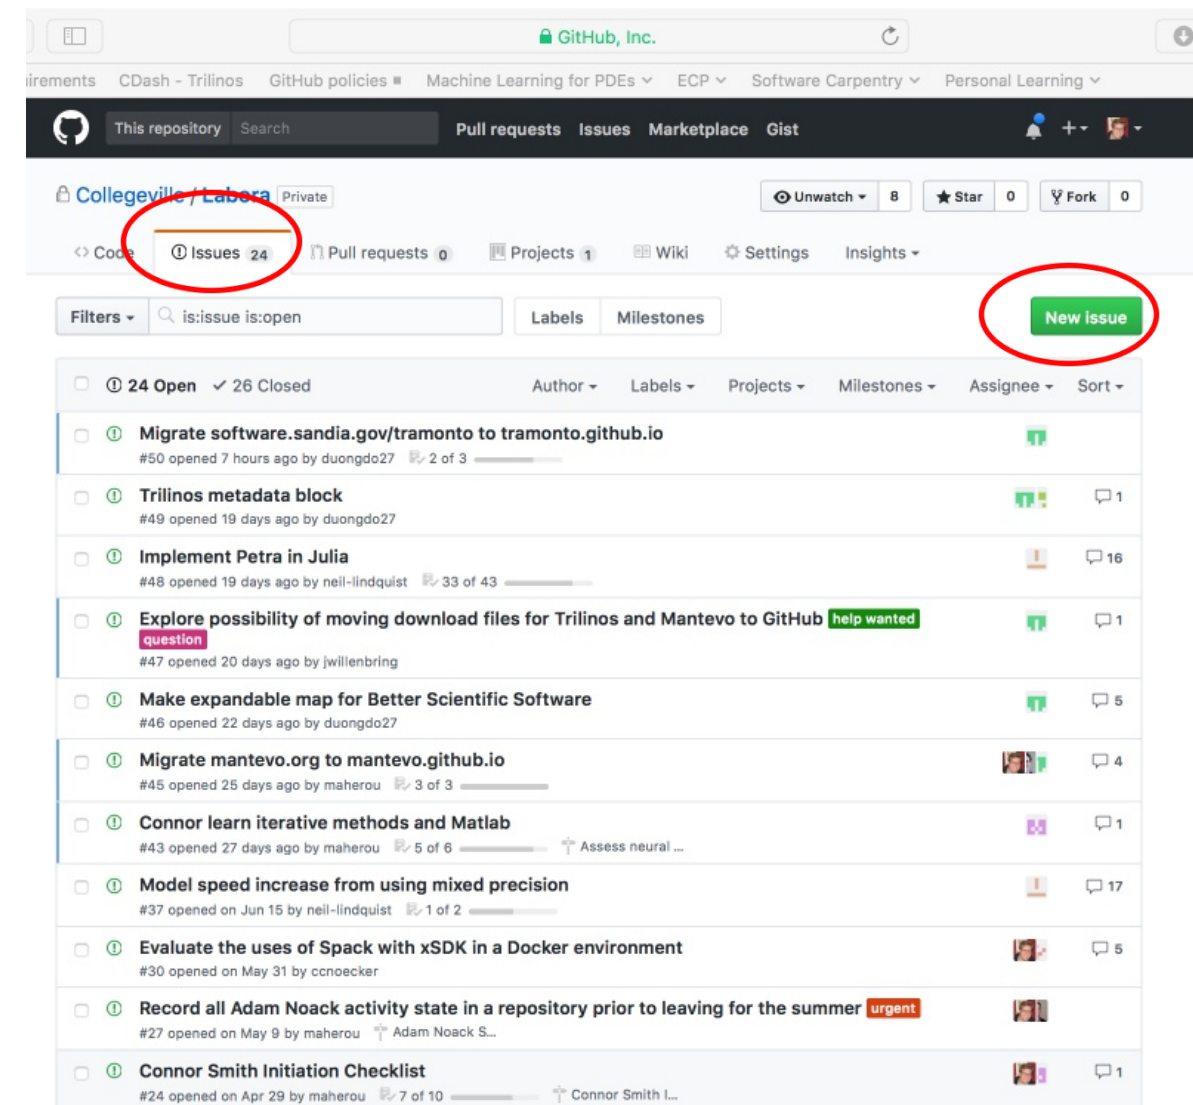 GitHub, Inc.
irements CDash - Trilinos GitHub policies Machine Learning for PDEs ECP Software Carpentry Personal Learning
This repository Search Pull requests Issues Marketplace Gist
Collegeville / Labora Private Unwatch 8 Star 0 Fork 0
Code Issues 24 Pull requests 0 Projects 1 Wiki Settings Insights
Filters is:issue is:open Labels Milestones New issue
24 Open 26 Closed Author Labels Projects Milestones Assignee Sort
Migrate software.sandia.gov/tramonto to tramonto.github.io
#50 opened 7 hours ago by duongdo27 2 of 3
Trilinos metadata block 1
#49 opened 19 days ago by duongdo27
Implement Petra in Julia 16
#48 opened 19 days ago by neil-lindquist 33 of 43
Explore possibility of moving download files for Trilinos and Mantevo to GitHub help wanted 1
question
#47 opened 20 days ago by jwillenbring
Make expandable map for Better Scientific Software 5
#46 opened 22 days ago by duongdo27
Migrate mantevo.org to mantevo.github.io 4
#45 opened 25 days ago by maherou 3 of 3
Connor learn iterative methods and Matlab 1
#43 opened 27 days ago by maherou 5 of 6 Assess neural ...
Model speed increase from using mixed precision 17
#37 opened on Jun 15 by neil-lindquist 1 of 2
Evaluate the uses of Spack with xSDK in a Docker environment 5
#30 opened on May 31 by ccnoecker
Record all Adam Noack activity state in a repository prior to leaving for the summer urgent
#27 opened on May 9 by maherou Adam Noack S...
Connor Smith Initiation Checklist 1
#24 opened on Apr 29 by maherou 7 of 10 Connor Smith I...